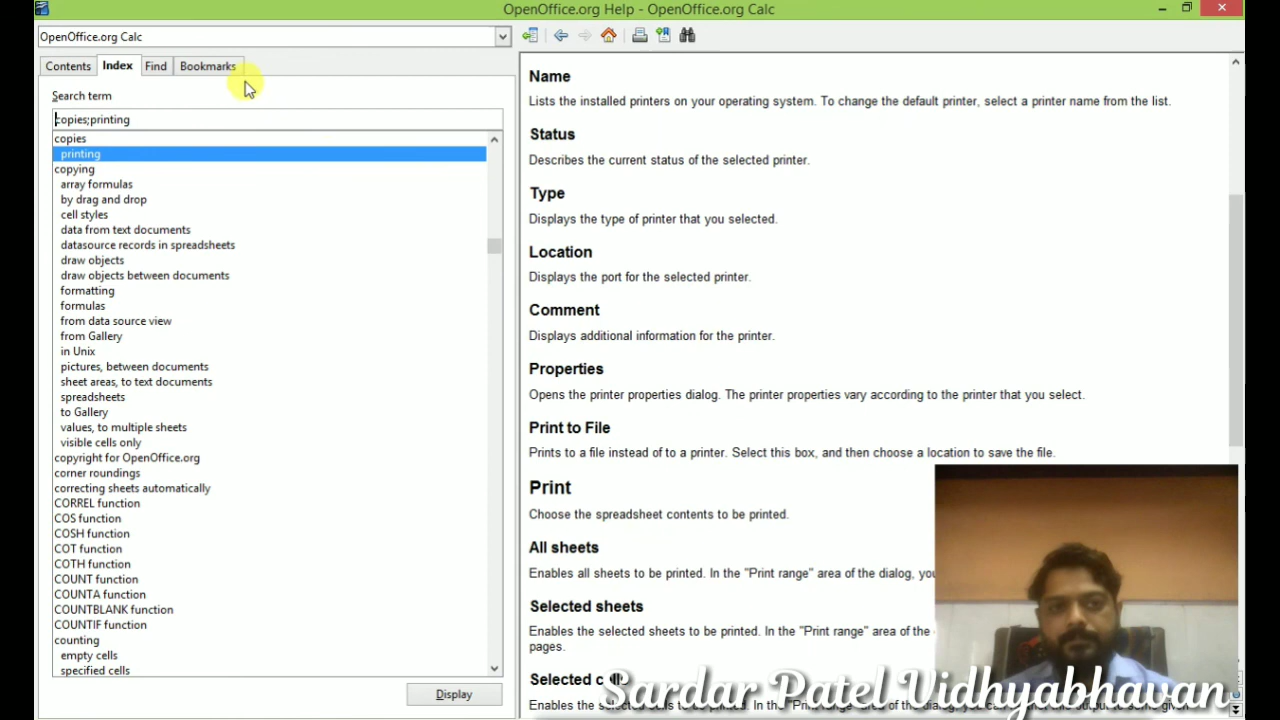 OpenOffice.org Help - OpenOffice.org Calc
OpenOffice.org Calc
Contents Index Find Bookmarks
Search term
copies;printing
copies
printing
copying
array formulas
by drag and drop
cell styles
data from text documents
datasource records in spreadsheets
draw objects
draw objects between documents
formatting
formulas
from data source view
from Gallery
in Unix
pictures, between documents
sheet areas, to text documents
spreadsheets
to Gallery
values, to multiple sheets
visible cells only
copyright for OpenOffice.org
corner roundings
correcting sheets automatically
CORREL function
COS function
COSH function
COT function
COTH function
COUNT function
COUNTA function
COUNTBLANK function
COUNTIF function
counting
empty cells
specified cells
Display
Name
Lists the installed printers on your operating system. To change the default printer, select a printer name from the list.
Status
Describes the current status of the selected printer.
Type
Displays the type of printer that you selected.
Location
Displays the port for the selected printer.
Comment
Displays additional information for the printer.
Properties
Opens the printer properties dialog. The printer properties vary according to the printer that you select.
Print to File
Prints to a file instead of to a printer. Select this box, and then choose a location to save the file.
Print
Choose the spreadsheet contents to be printed.
All sheets
Enables all sheets to be printed. In the "Print range" area of the dialog, you
Selected sheets
Enables the selected sheets to be printed. In the "Print range" area of the
pages.
Selected
Enables the
Sardar Patel Vidhyabhavan